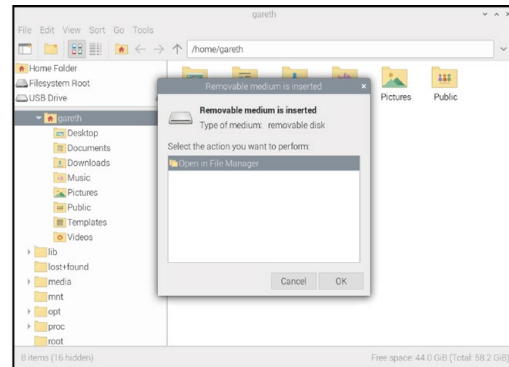 gareth
File Edit View Sort Go Tools
/home/gareth
Home Folder
Filesystem Root
USB Drive
gareth
Desktop
Documents
Downloads
Music
Pictures
Public
Templates
Videos
lib
lost+found
media
mnt
opt
proc
root
Pictures Public
Removable medium is inserted
Removable medium is inserted
Type of medium: removable disk
Select the action you want to perform:
Open in File Manager
Cancel OK
8 items (16 hidden) Free space: 44.0 GiB (Total: 58.2 GiB)